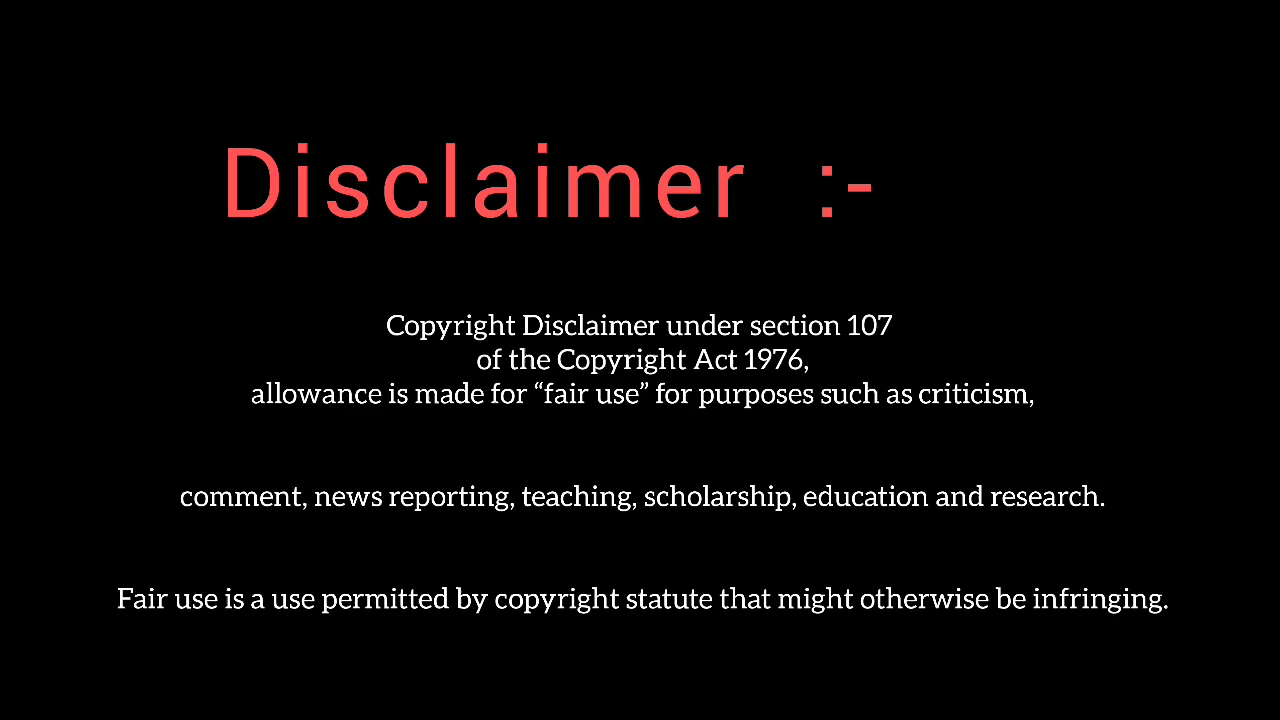 Disclaimer :-
Copyright Disclaimer under section 107
of the Copyright Act 1976,
allowance is made for “fair use” for purposes such as criticism,
comment, news reporting, teaching, scholarship, education and research.
Fair use is a use permitted by copyright statute that might otherwise be infringing.